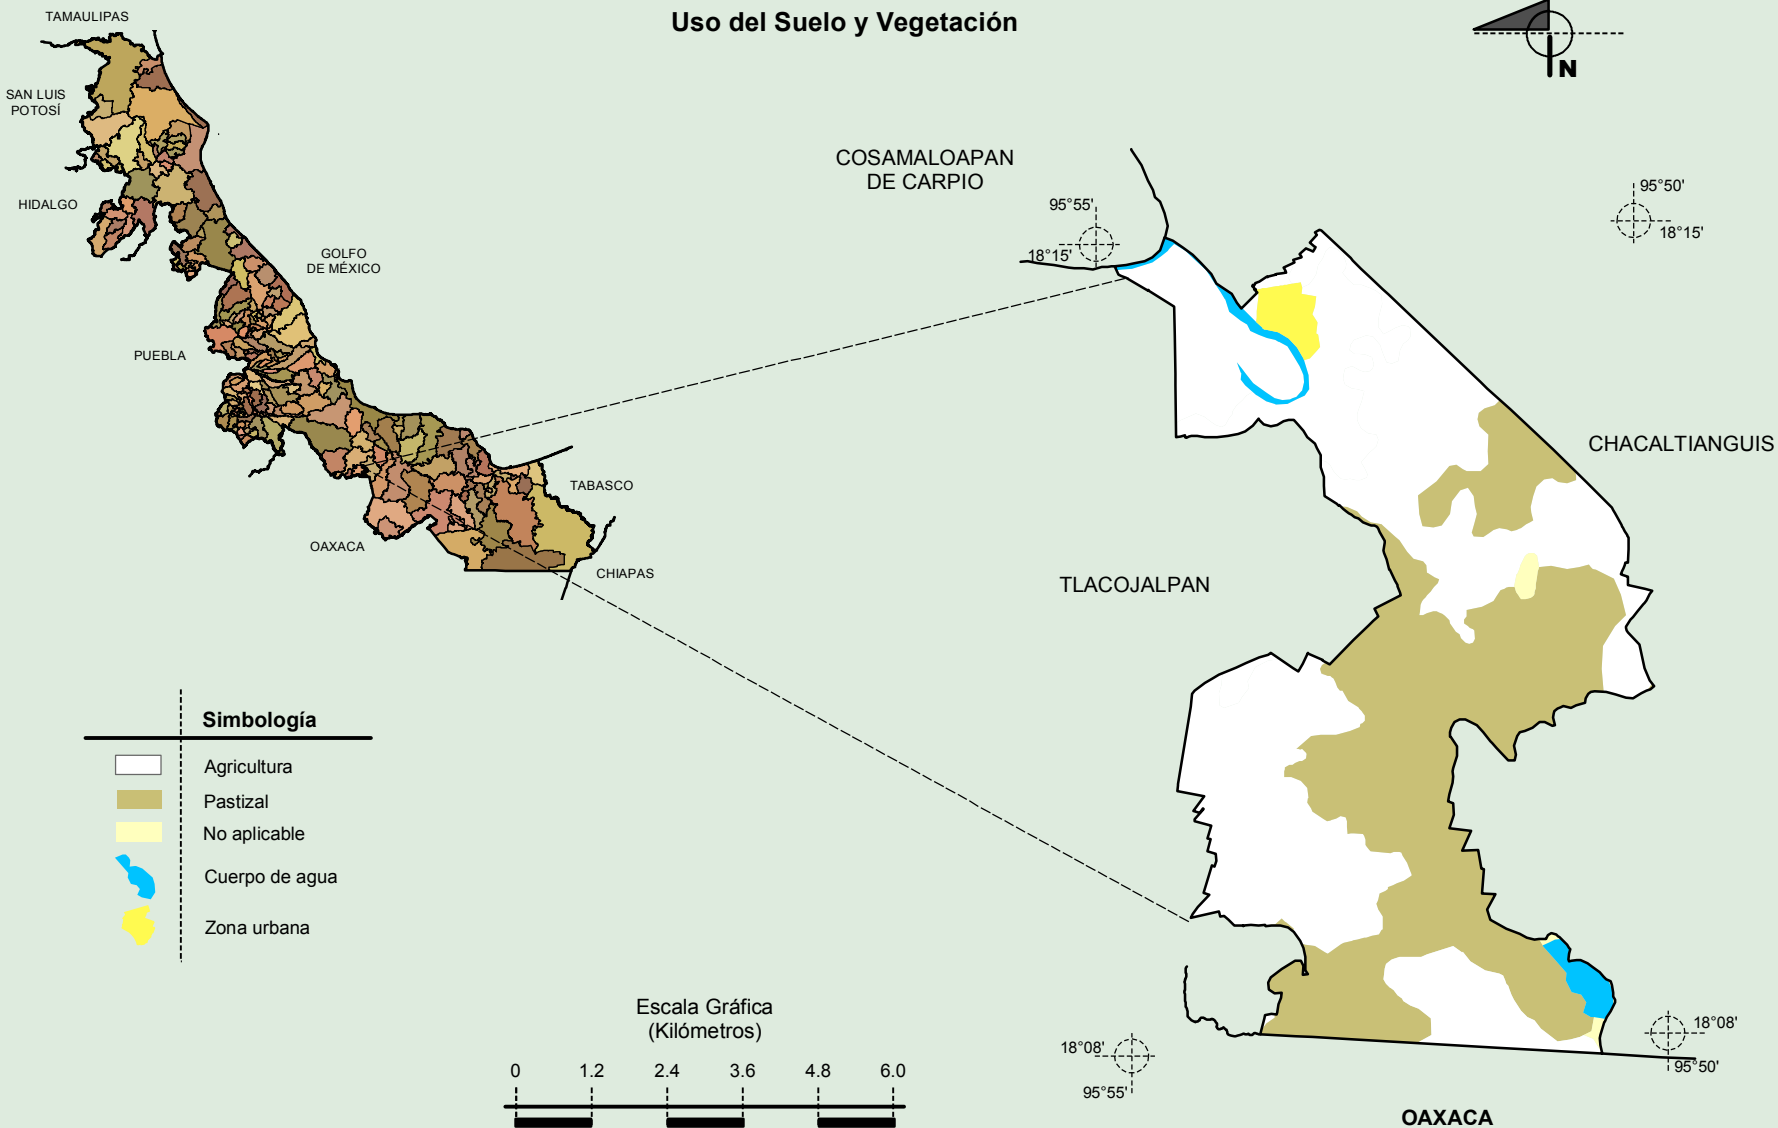 Uso del Suelo y Vegetación
N
TAMAULIPAS
SAN LUIS
POTOSÍ
HIDALGO
GOLFO
DE MÉXICO
PUEBLA
TABASCO
OAXACA
CHIAPAS
COSAMALOAPAN
DE CARPIO
95°55'
18°15'
95°50'
18°15'
CHACALTIANGUIS
TLACOJALPAN
Simbología
Agricultura
Pastizal
No aplicable
Cuerpo de agua
Zona urbana
Escala Gráfica
(Kilómetros)
0 1.2 2.4 3.6 4.8 6.0
18°08'
95°55'
18°08'
95°50'
OAXACA